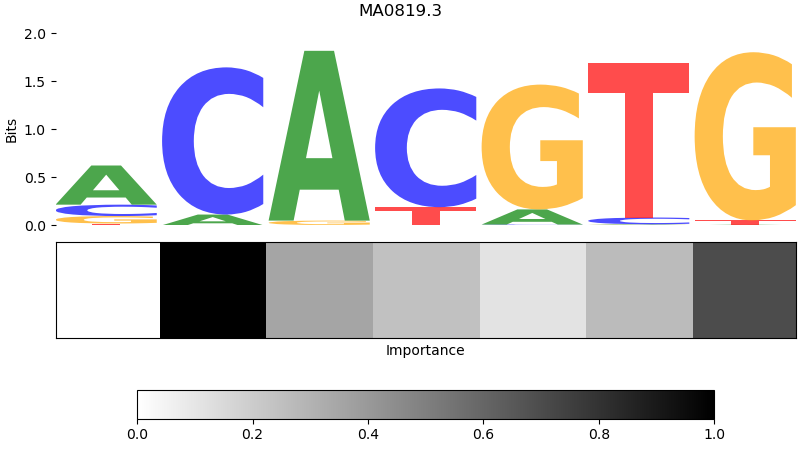 MA0819.3
2.0
1.5
1.0
0.5
0.0
Bits
A C A C G T G
C A T A C T
G G C
T
Importance
0.0 0.2 0.4 0.6 0.8 1.0